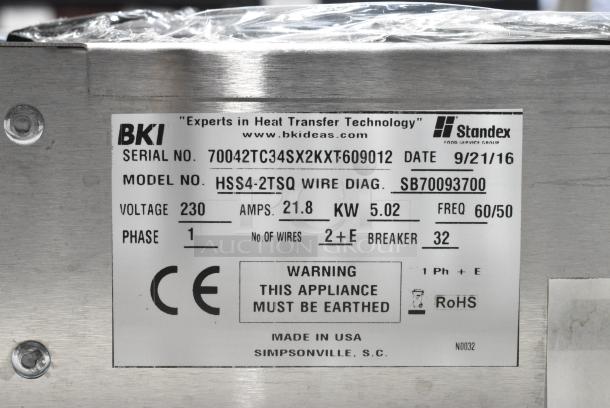 "Experts in Heat Transfer Technology"
BKI www.bkideas.com Standex
FOOD SERVICE GROUP
SERIAL NO. 70042TC34SX2KXT-609012 DATE 9/21/16
MODEL NO. HSS4-2TSQ WIRE DIAG. SB70093700
VOLTAGE 230 AMPS. 21.8 KW 5.02 FREQ 60/50
PHASE 1 No. OF WIRES 2+E BREAKER 32
AUCTION GROUP
CE WARNING 1 Ph + E
THIS APPLIANCE
MUST BE EARTHED RoHS
MADE IN USA
SIMPSONVILLE, S.C. N0032